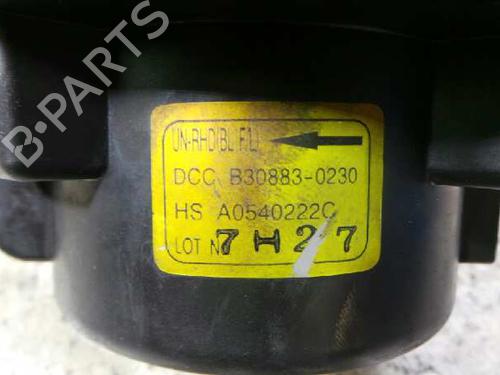 UN-RHD(BL F/L)
DCC B30883-0230
HS A0540222C
LOT No 7H27
B-PARTS